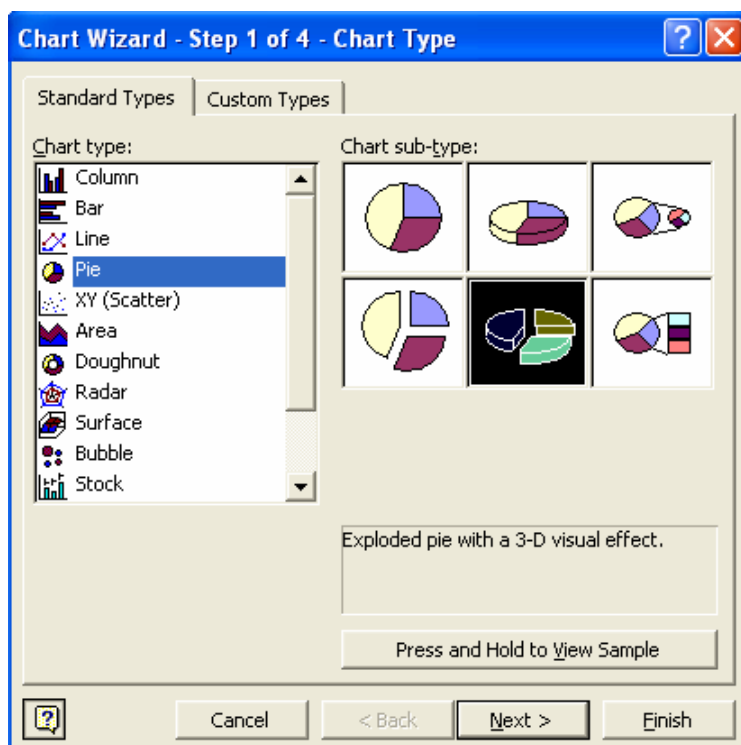 Chart Wizard - Step 1 of 4 - Chart Type
Standard Types
Custom Types
Chart type:
Column
Bar
Line
Pie
XY (Scatter)
Area
Doughnut
Radar
Surface
Bubble
Stock
Chart sub-type:
Exploded pie with a 3-D visual effect.
Press and Hold to View Sample
Cancel
< Back
Next >
Finish